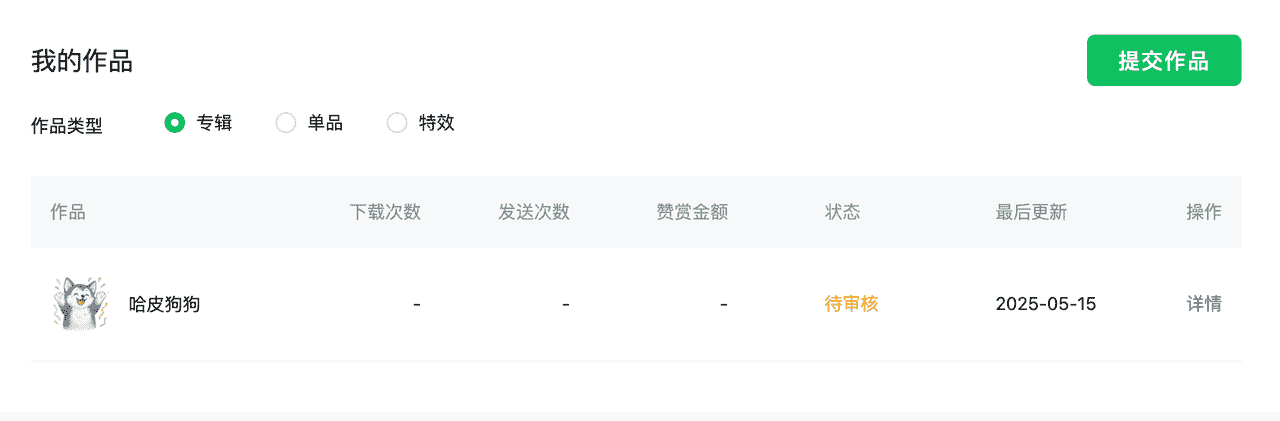 我的作品
提交作品
作品类型 专辑 单品 特效
作品 下载次数 发送次数 赞赏金额 状态 最后更新 操作
哈皮狗狗 - - - 待审核 2025-05-15 详情